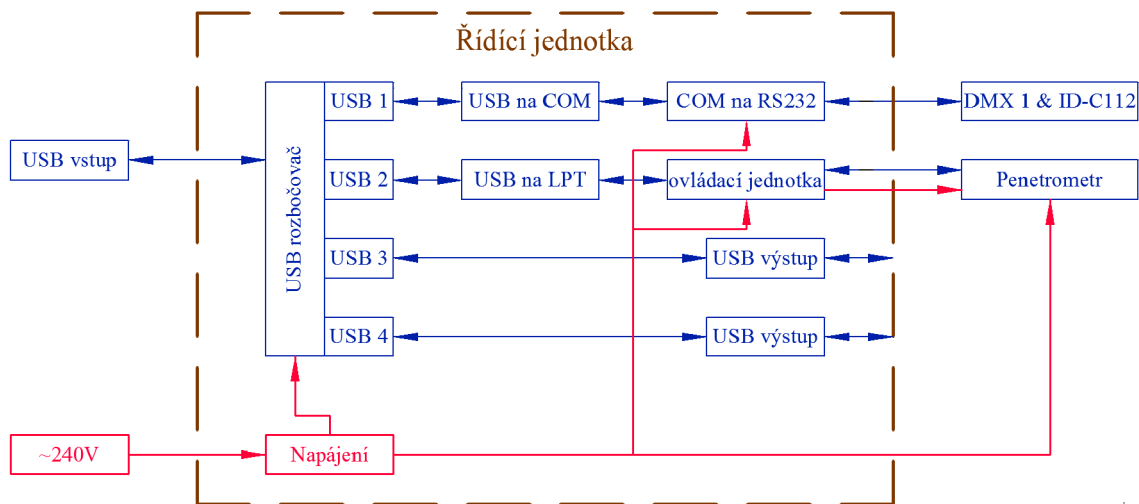 Řídící jednotka
USB 1
USB na COM
COM na RS232
DMX 1 & ID-C112
USB vstup
USB rozbočovač
USB 2
USB na LPT
ovládací jednotka
Penetrometr
USB 3
USB výstup
USB 4
USB výstup
~240V
Napájení